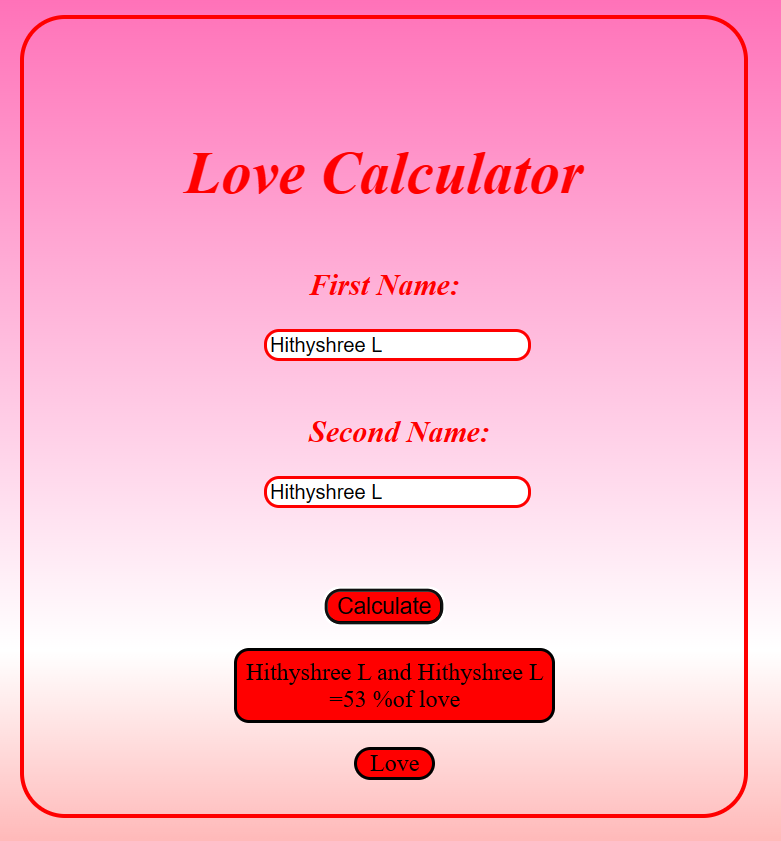 Love Calculator
First Name:
Hithyshree L
Second Name:
Hithyshree L
Calculate
Hithyshree L and Hithyshree L
=53 %of love
Love